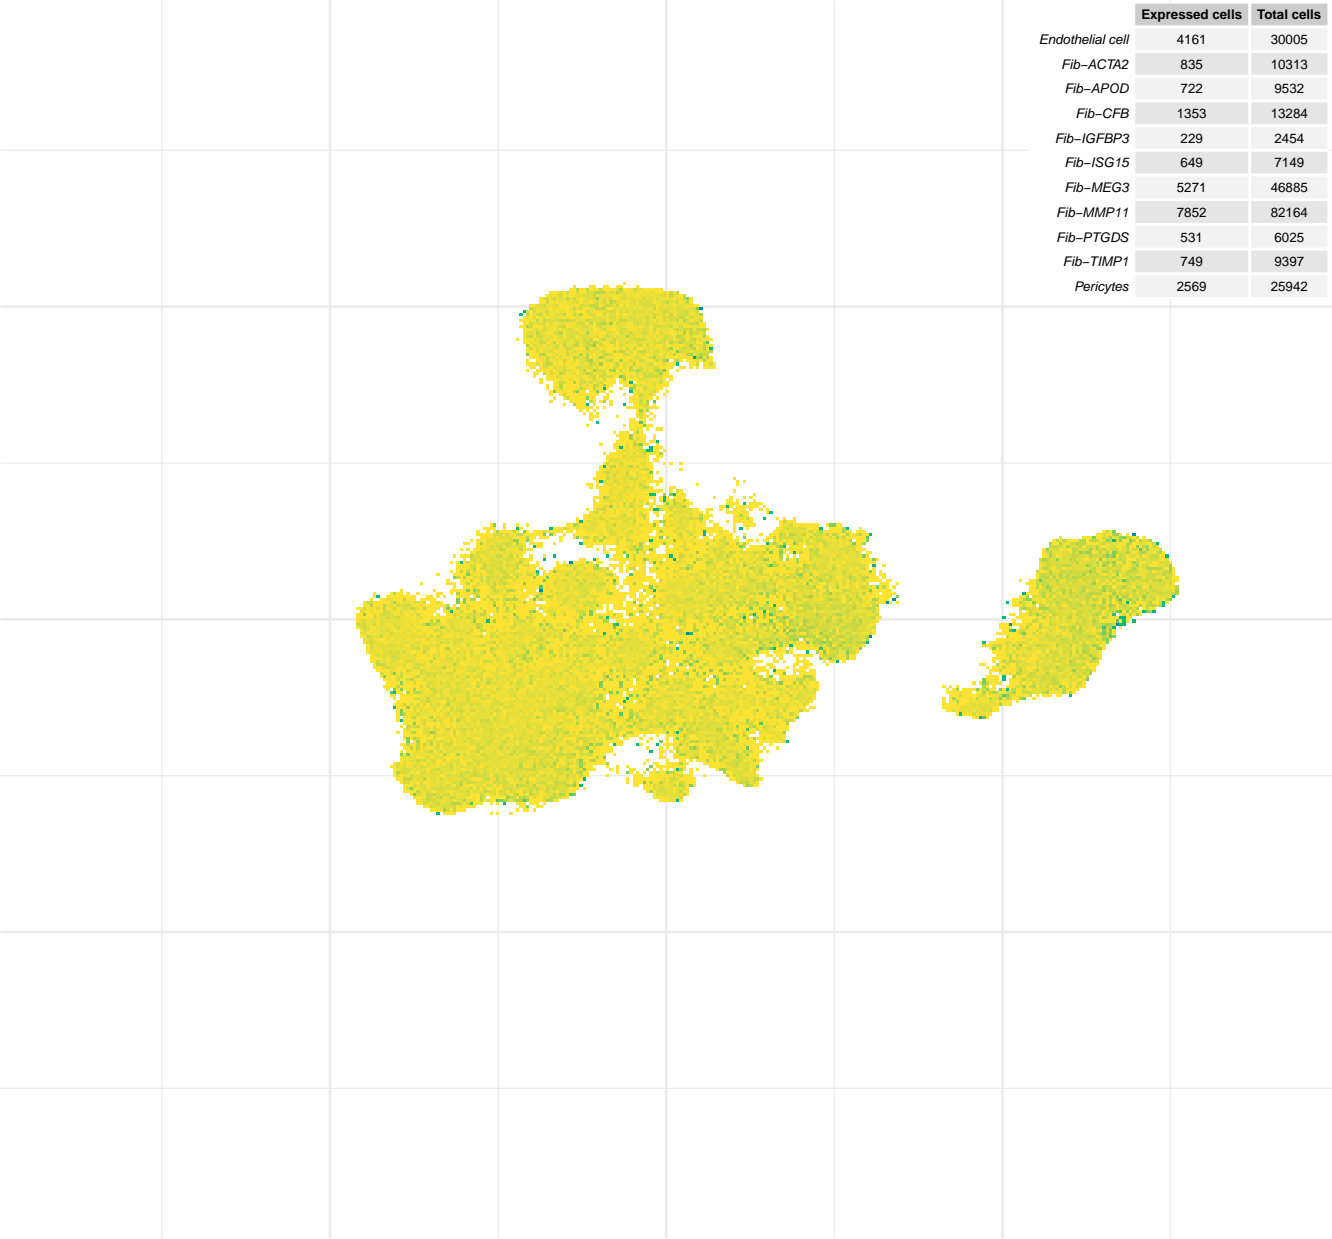 Expressed cells Total cells
Endothelial cell 4161 30005
Fib−ACTA2 835 10313
Fib−APOD 722 9532
Fib−CFB 1353 13284
Fib−IGFBP3 229 2454
Fib−ISG15 649 7149
Fib−MEG3 5271 46885
Fib−MMP11 7852 82164
Fib−PTGDS 531 6025
Fib−TIMP1 749 9397
Pericytes 2569 25942